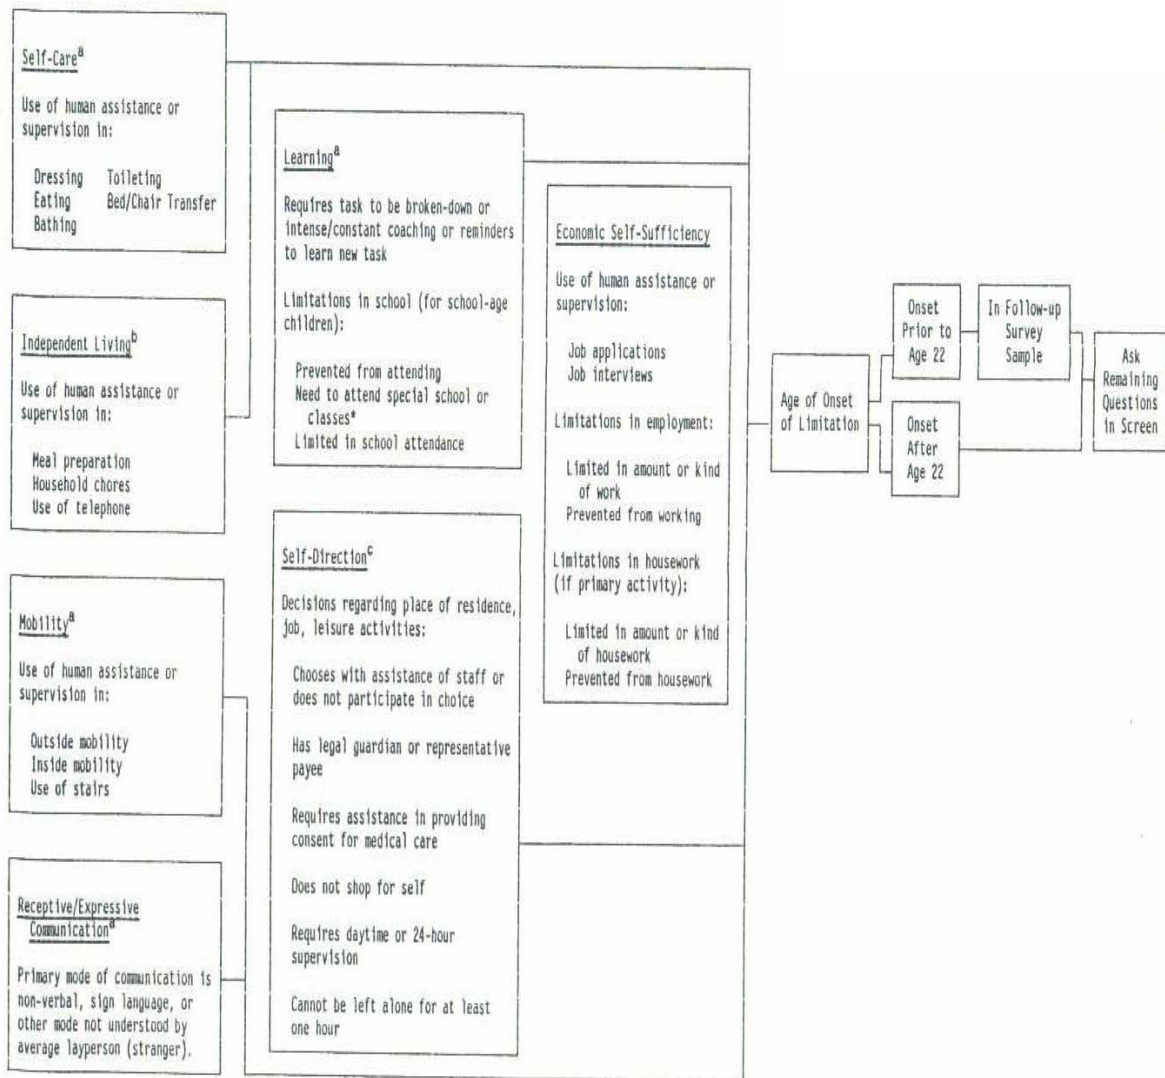 Self-Care a
Use of human assistance or
supervision in:
Dressing Toileting
Eating Bed/Chair Transfer
Bathing
Independent Living b
Use of human assistance or
supervision in:
Meal preparation
Household chores
Use of telephone
Mobility a
Use of human assistance or
supervision in:
Outside mobility
Inside mobility
Use of stairs
Receptive/Expressive
Communication a
Primary mode of communication is
non-verbal, sign language, or
other mode not understood by
average layperson (stranger).
Learning a
Requires task to be broken-down or
intense/constant coaching or reminders
to learn new task
Limitations in school (for school-age
children):
Prevented from attending
Need to attend special school or
classes*
Limited in school attendance
Self-Direction c
Decisions regarding place of residence,
job, leisure activities:
Chooses with assistance of staff or
does not participate in choice
Has legal guardian or representative
payee
Requires assistance in providing
consent for medical care
Does not shop for self
Requires daytime or 24-hour
supervision
Cannot be left alone for at least
one hour
Economic Self-Sufficiency
Use of human assistance or
supervision:
Job applications
Job interviews
Limitations in employment:
Limited in amount or kind
of work
Prevented from working
Limitations in housework
(if primary activity):
Limited in amount or kind
of housework
Prevented from housework
Age of Onset
of Limitation
Onset
Prior to
Age 22
Onset
After
Age 22
In Follow-up
Survey
Sample
Ask
Remaining
Questions
in Screen